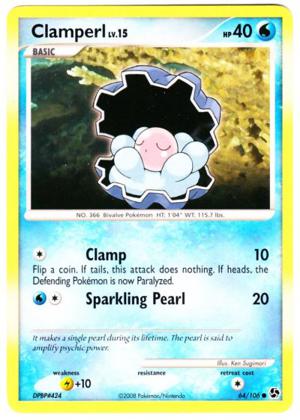 Clamperl LV.15 HP 40
BASIC
NO. 366 Bivalve Pokémon HT: 1'04" WT: 115.7 lbs.
Clamp 10
Flip a coin. If tails, this attack does nothing. If heads, the
Defending Pokémon is now Paralyzed.
Sparkling Pearl 20
It makes a single pearl during its lifetime. The pearl is said to
amplify psychic power.
Illus. Ken Sugimori
weakness resistance retreat cost
+10
DPBP#424 ©2008 Pokémon/Nintendo 64/106